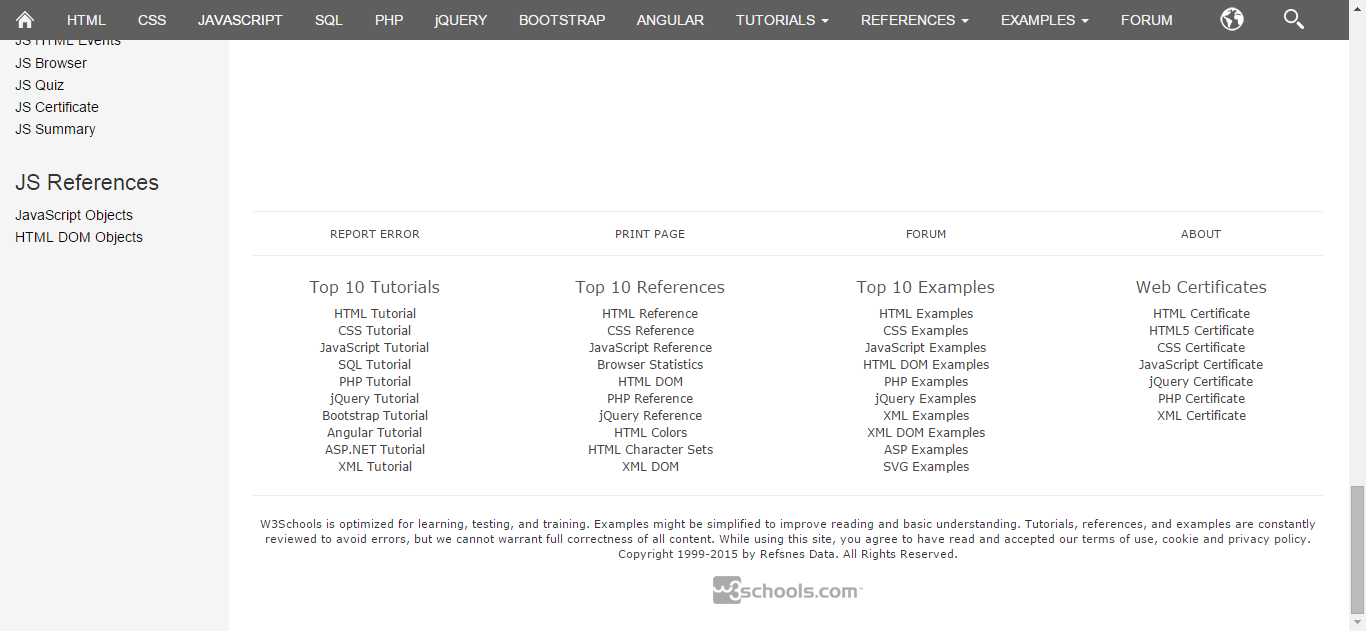 HTML CSS JAVASCRIPT SQL PHP jQUERY BOOTSTRAP ANGULAR TUTORIALS REFERENCES EXAMPLES FORUM
JS HTML Events
JS Browser
JS Quiz
JS Certificate
JS Summary
JS References
JavaScript Objects
HTML DOM Objects
REPORT ERROR PRINT PAGE FORUM ABOUT
Top 10 Tutorials
HTML Tutorial
CSS Tutorial
JavaScript Tutorial
SQL Tutorial
PHP Tutorial
jQuery Tutorial
Bootstrap Tutorial
Angular Tutorial
ASP.NET Tutorial
XML Tutorial
Top 10 References
HTML Reference
CSS Reference
JavaScript Reference
Browser Statistics
HTML DOM
PHP Reference
jQuery Reference
HTML Colors
HTML Character Sets
XML DOM
Top 10 Examples
HTML Examples
CSS Examples
JavaScript Examples
HTML DOM Examples
PHP Examples
jQuery Examples
XML Examples
XML DOM Examples
ASP Examples
SVG Examples
Web Certificates
HTML Certificate
HTML5 Certificate
CSS Certificate
JavaScript Certificate
jQuery Certificate
PHP Certificate
XML Certificate
W3Schools is optimized for learning, testing, and training. Examples might be simplified to improve reading and basic understanding. Tutorials, references, and examples are constantly
reviewed to avoid errors, but we cannot warrant full correctness of all content. While using this site, you agree to have read and accepted our terms of use, cookie and privacy policy.
Copyright 1999-2015 by Refsnes Data. All Rights Reserved.
w3schools.com™